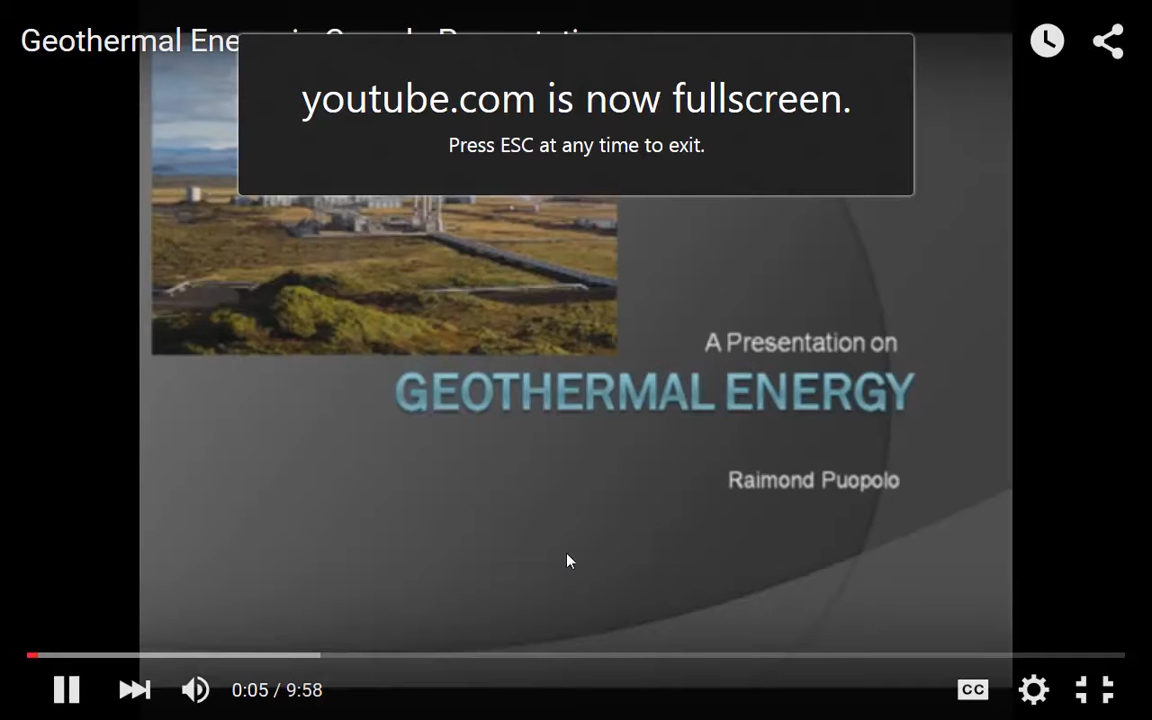 Geothermal
youtube.com is now fullscreen.
Press ESC at any time to exit.
A Presentation on
GEOTHERMAL ENERGY
Raimond Puopolo
0:05 / 9:58
CC